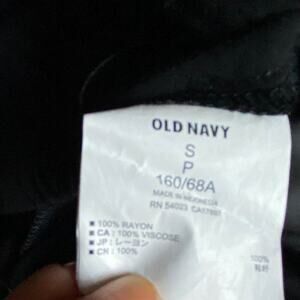 OLD NAVY
S
P
160/68A
MADE IN INDONESIA
RN 54023 CA17897
100% RAYON
CA : 100% VISCOSE
JP : レーヨン 100%
CN : 100%